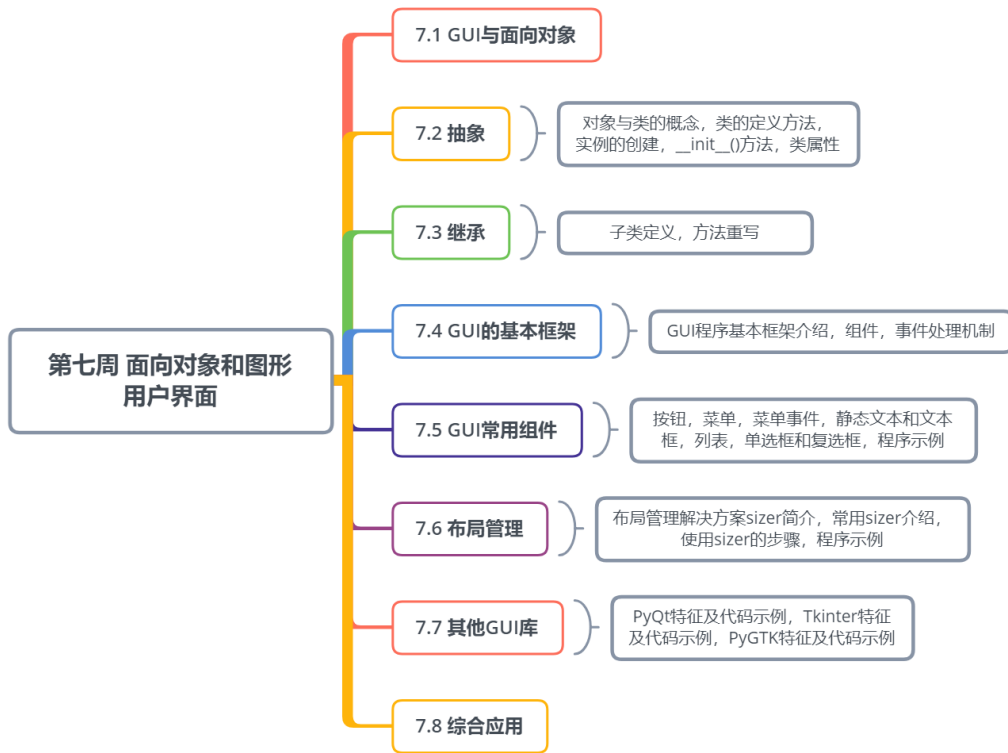 7.1 GUI与面向对象
7.2 抽象
对象与类的概念，类的定义方法，
实例的创建，__init__()方法，类属性
7.3 继承
子类定义，方法重写
7.4 GUI的基本框架
GUI程序基本框架介绍，组件，事件处理机制
第七周 面向对象和图形
用户界面
7.5 GUI常用组件
按钮，菜单，菜单事件，静态文本和文本
框，列表，单选框和复选框，程序示例
7.6 布局管理
布局管理解决方案sizer简介，常用sizer介绍，
使用sizer的步骤，程序示例
7.7 其他GUI库
PyQt特征及代码示例，Tkinter特征
及代码示例，PyGTK特征及代码示例
7.8 综合应用